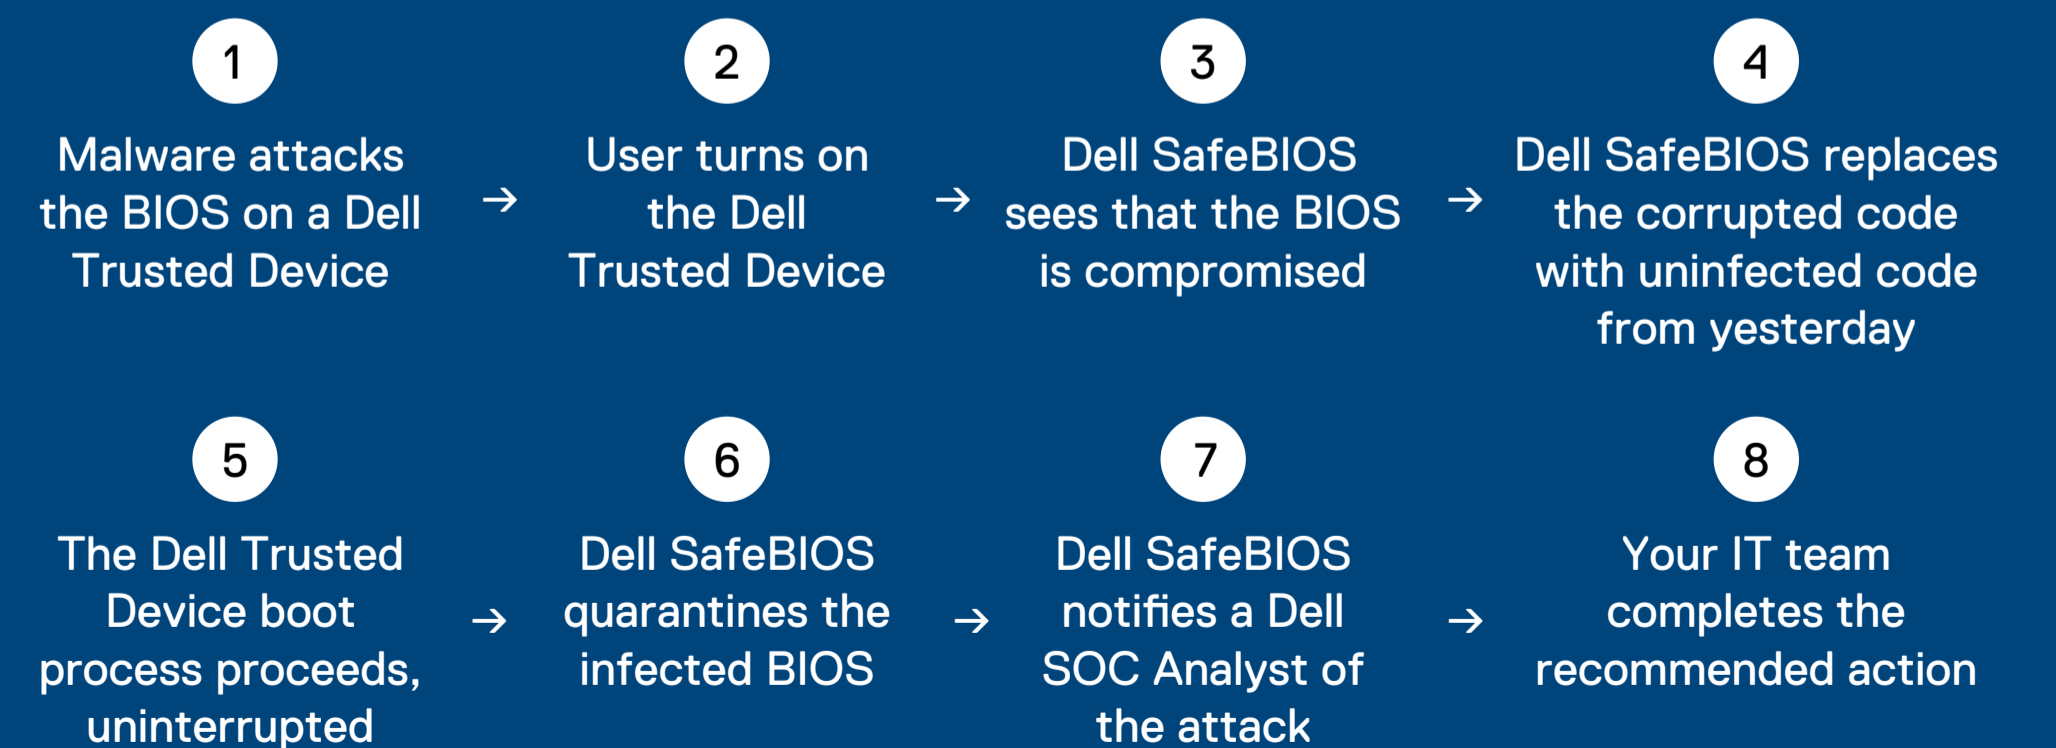 1
Malware attacks
the BIOS on a Dell
Trusted Device
→
2
User turns on
the Dell
Trusted Device
→
3
Dell SafeBIOS
sees that the BIOS
is compromised
→
4
Dell SafeBIOS replaces
the corrupted code
with uninfected code
from yesterday
5
The Dell Trusted
Device boot
process proceeds,
uninterrupted
→
6
Dell SafeBIOS
quarantines the
infected BIOS
→
7
Dell SafeBIOS
notifies a Dell
SOC Analyst of
the attack
→
8
Your IT team
completes the
recommended action